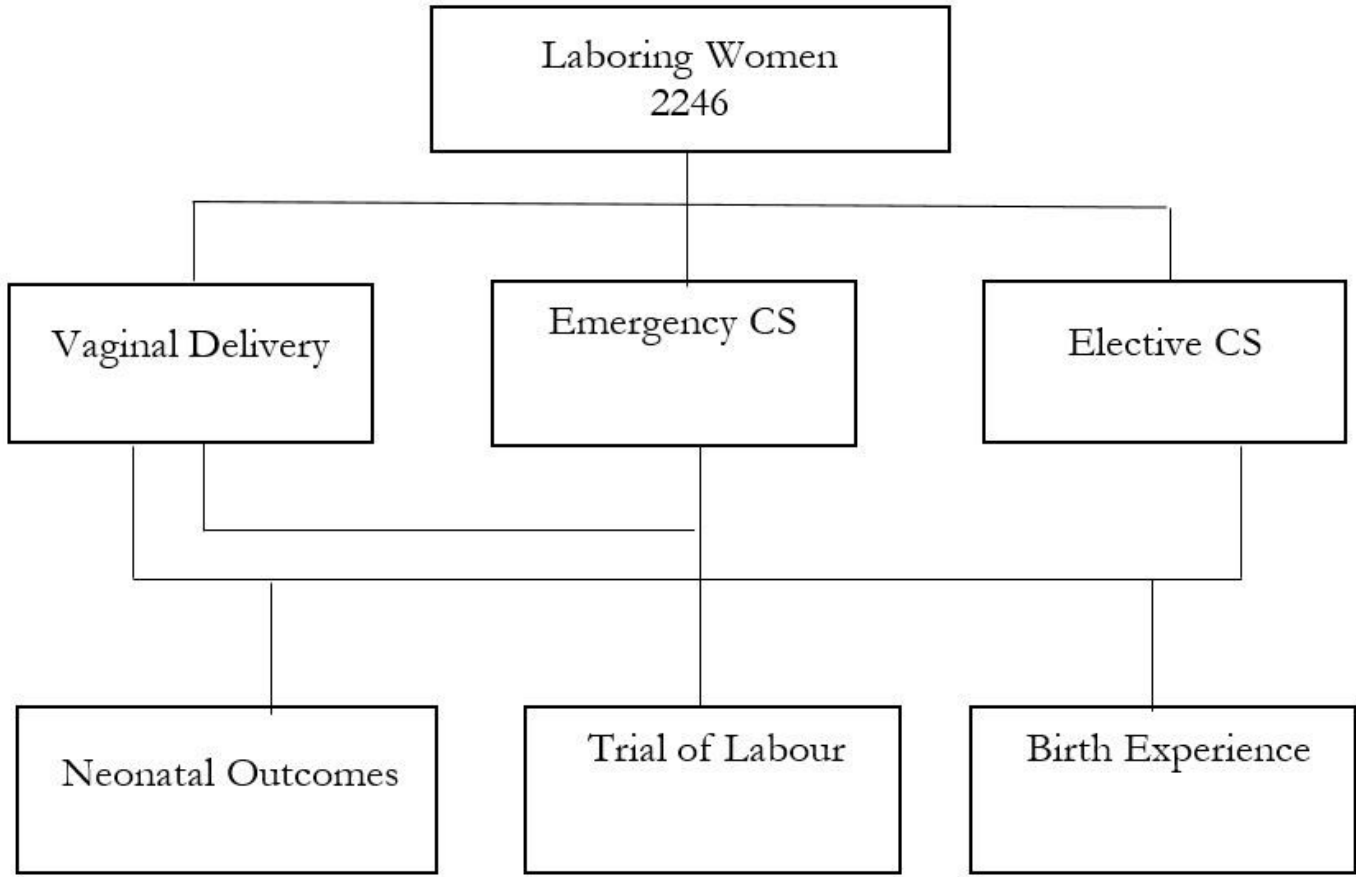 Laboring Women
2246
Vaginal Delivery
Emergency CS
Elective CS
Neonatal Outcomes
Trial of Labour
Birth Experience